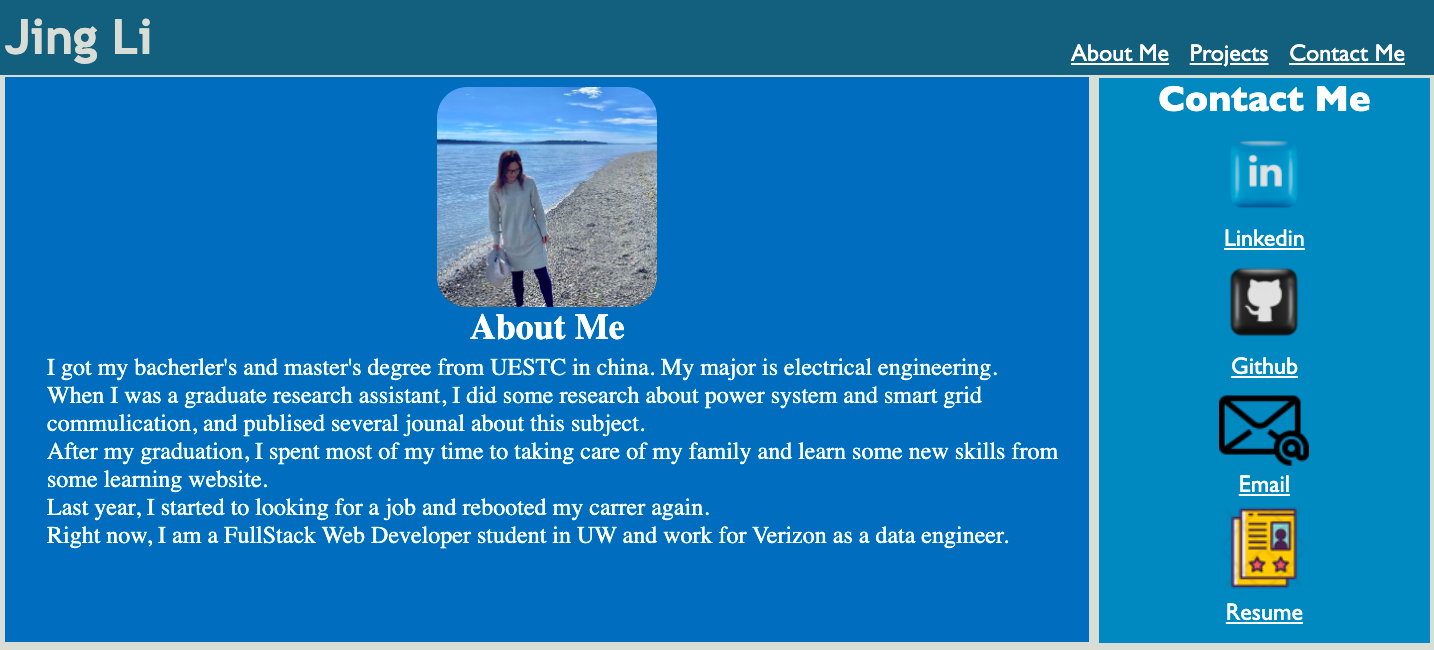 Jing Li
About Me Projects Contact Me
About Me
I got my bacherler's and master's degree from UESTC in china. My major is electrical engineering.
When I was a graduate research assistant, I did some research about power system and smart grid
commulication, and publised several jounal about this subject.
After my graduation, I spent most of my time to taking care of my family and learn some new skills from
some learning website.
Last year, I started to looking for a job and rebooted my carrer again.
Right now, I am a FullStack Web Developer student in UW and work for Verizon as a data engineer.
Contact Me
in
Linkedin
Github
Email
Resume